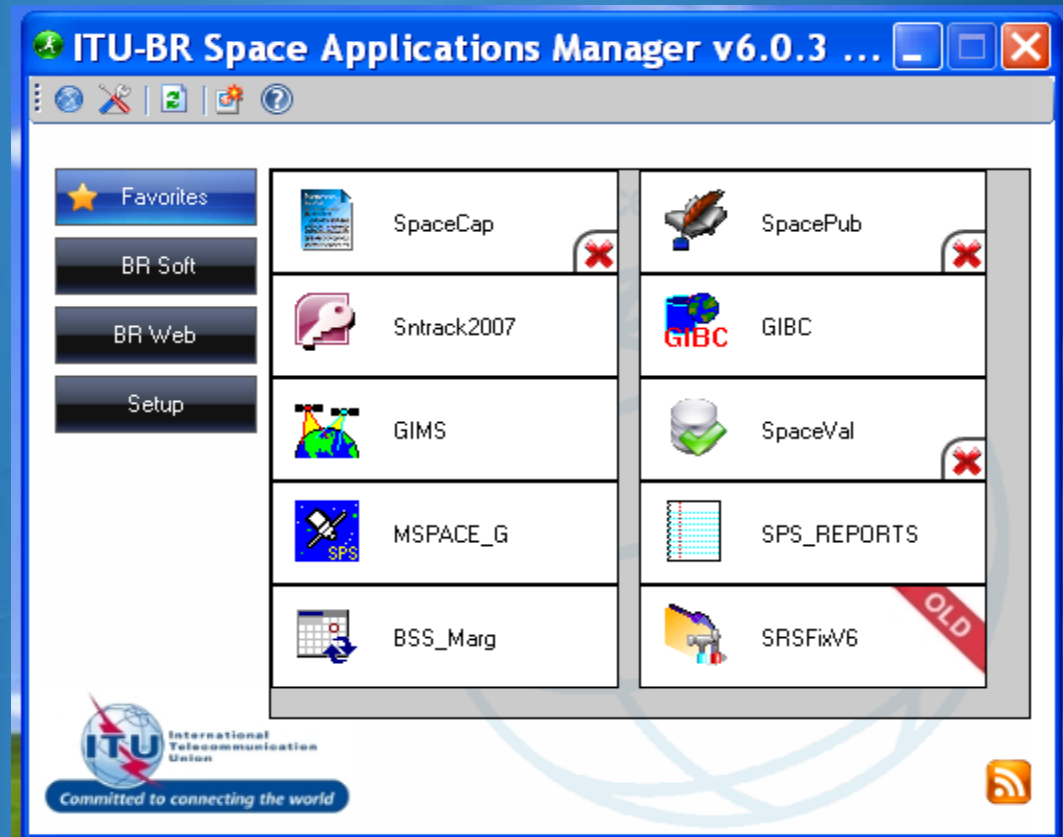 ITU-BR Space Applications Manager v6.0.3 ...
Favorites
BR Soft
BR Web
Setup
SpaceCap
SpacePub
Sntrack2007
GIBC
GIBC
GIMS
SpaceVal
SPS
MSPACE_G
SPS_REPORTS
BSS_Marg
SRSFixV6
OLD
ITU
International
Telecommunication
Union
Committed to connecting the world